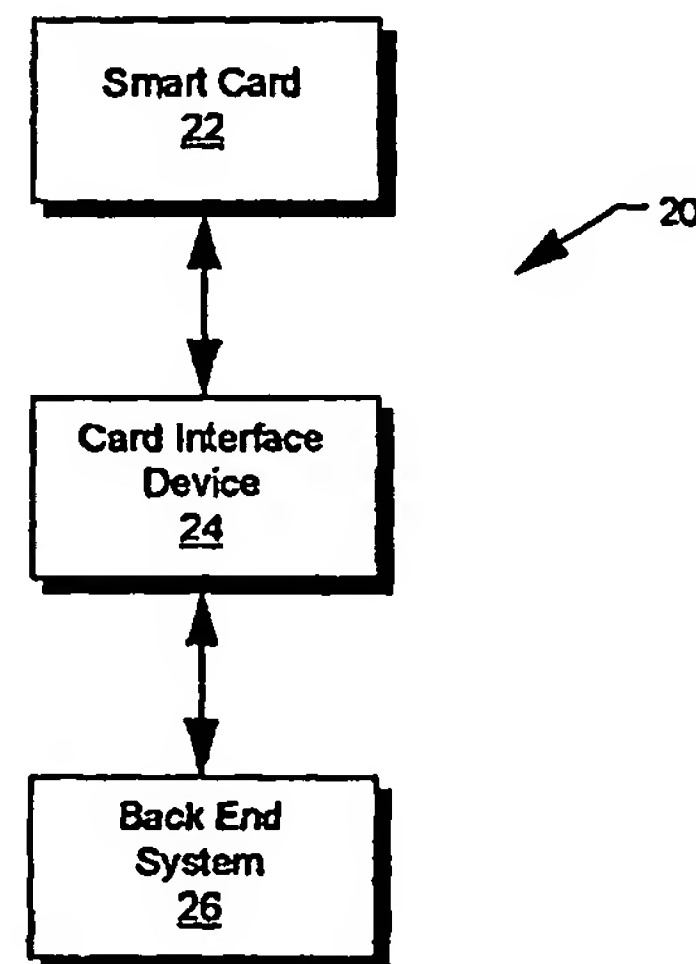 Smart Card
22
20
Card Interface
Device
24
Back End
System
26